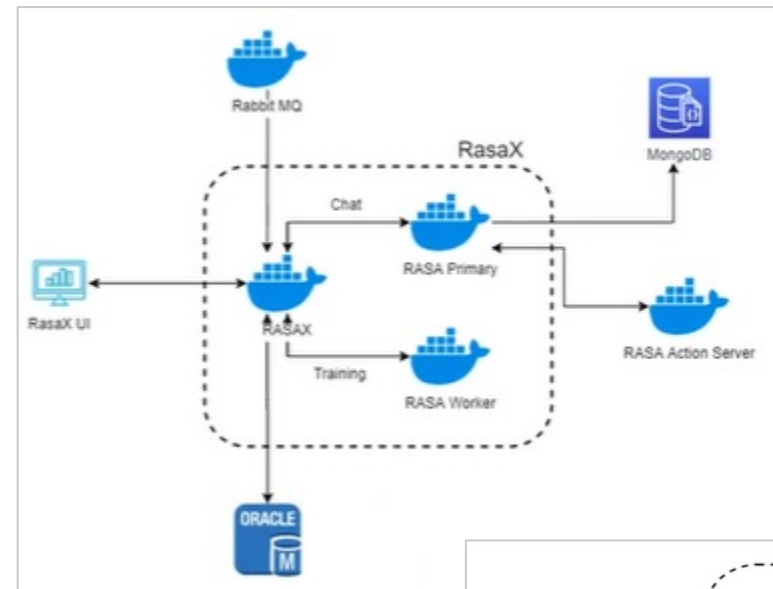 Rabbit MQ
RasaX
MongoDB
Chat
RASA Primary
RasaX UI
RASAX
RASA Action Server
Training
RASA Worker
ORACLE
M